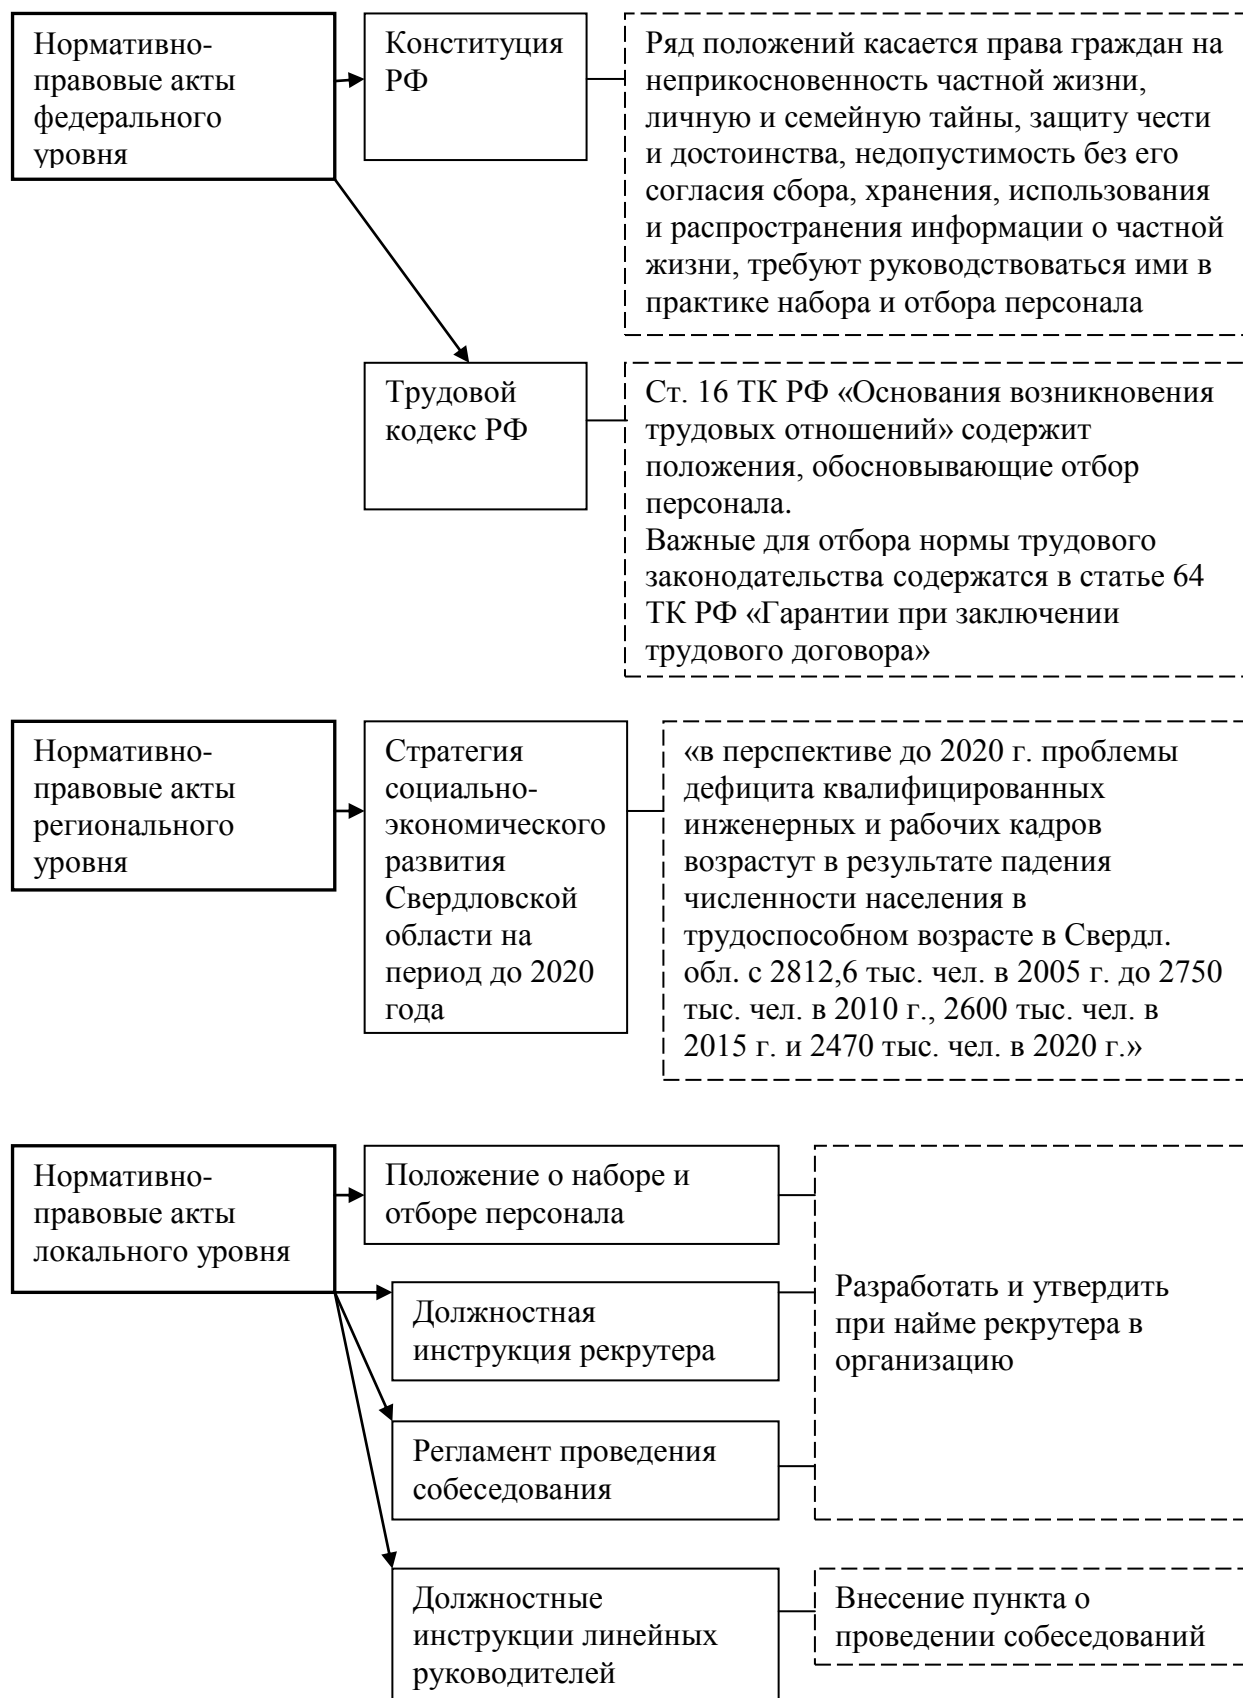 Нормативно-
правовые акты
федерального
уровня
Конституция
РФ
Ряд положений касается права граждан на
неприкосновенность частной жизни,
личную и семейную тайны, защиту чести
и достоинства, недопустимость без его
согласия сбора, хранения, использования
и распространения информации о частной
жизни, требуют руководствоваться ими в
практике набора и отбора персонала
Трудовой
кодекс РФ
Ст. 16 ТК РФ «Основания возникновения
трудовых отношений» содержит
положения, обосновывающие отбор
персонала.
Важные для отбора нормы трудового
законодательства содержатся в статье 64
ТК РФ «Гарантии при заключении
трудового договора»
Нормативно-
правовые акты
регионального
уровня
Стратегия
социально-
экономического
развития
Свердловской
области на
период до 2020
года
«в перспективе до 2020 г. проблемы
дефицита квалифицированных
инженерных и рабочих кадров
возрастут в результате падения
численности населения в
трудоспособном возрасте в Свердл.
обл. с 2812,6 тыс. чел. в 2005 г. до 2750
тыс. чел. в 2010 г., 2600 тыс. чел. в
2015 г. и 2470 тыс. чел. в 2020 г.»
Нормативно-
правовые акты
локального уровня
Положение о наборе и
отборе персонала
Должностная
инструкция рекрутера
Регламент проведения
собеседования
Разработать и утвердить
при найме рекрутера в
организацию
Должностные
инструкции линейных
руководителей
Внесение пункта о
проведении собеседований